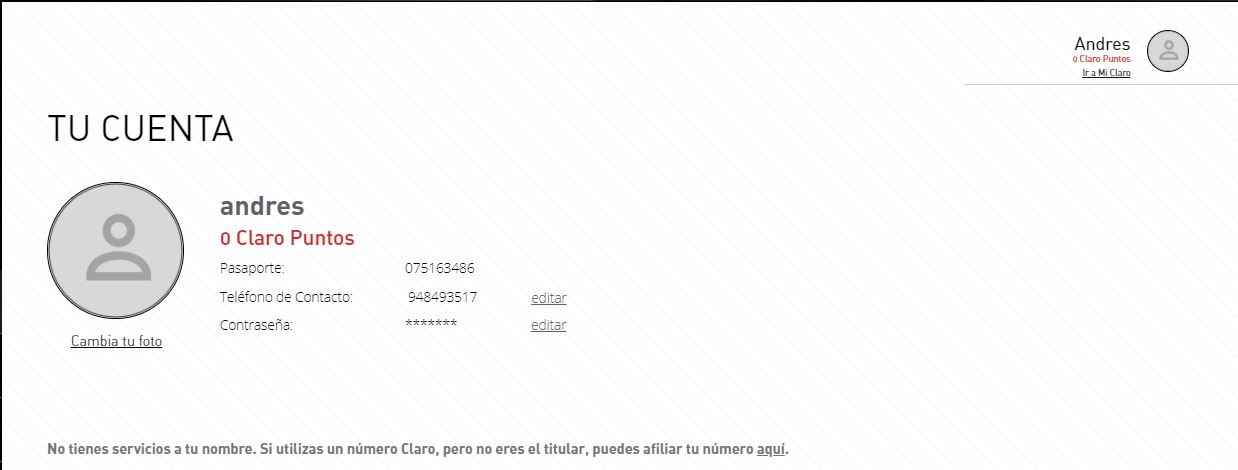 Andres
0 Claro Puntos
Ir a Mi Claro
TU CUENTA
andres
0 Claro Puntos
Pasaporte: 075163486
Teléfono de Contacto: 948493517 editar
Contraseña: ******* editar
Cambia tu foto
No tienes servicios a tu nombre. Si utilizas un número Claro, pero no eres el titular, puedes afiliar tu número aquí.